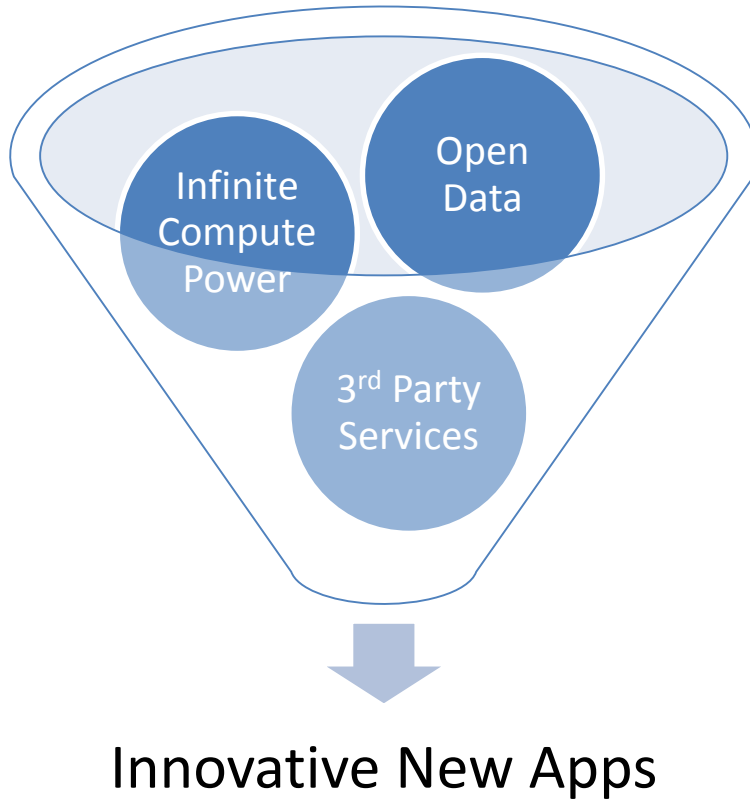 Infinite
Compute
Power
Open
Data
3rd Party
Services
Innovative New Apps